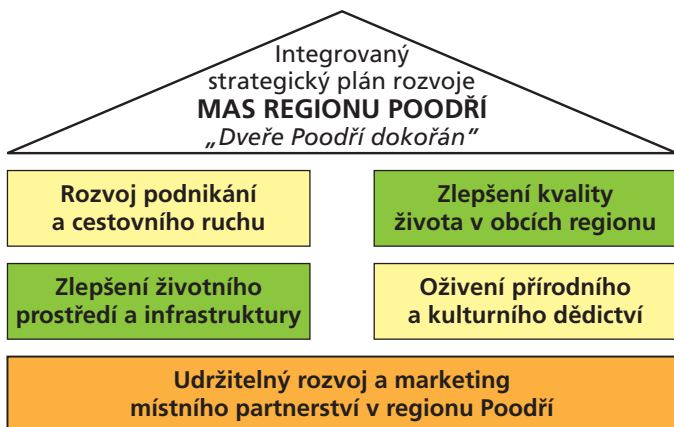 Integrovaný
strategický plán rozvoje
MAS REGIONU POODŘÍ
„Dveře Poodří dokořán“
Rozvoj podnikání
a cestovního ruchu
Zlepšení kvality
života v obcích regionu
Zlepšení životního
prostředí a infrastruktury
Oživení přírodního
a kulturního dědictví
Udržitelný rozvoj a marketing
místního partnerství v regionu Poodří